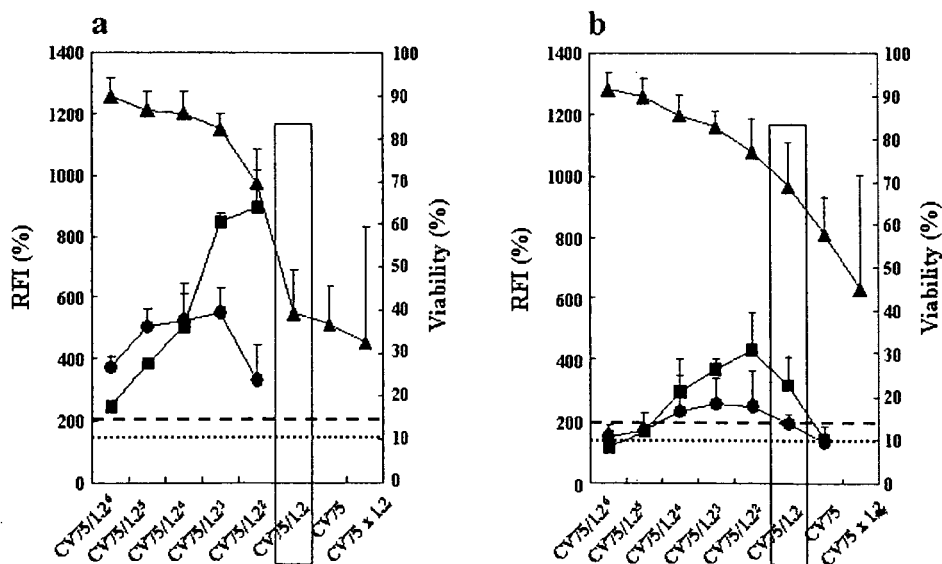 a
1400
1200
1000
800
600
400
200
0
RFI (%)
100
90
80
70
60
50
40
30
20
10
0
Viability (%)
CV75/1.2⁶
CV75/1.2⁵
CV75/1.2⁴
CV75/1.2³
CV75/1.2²
CV75/1.2
CV75
CV75 x 1.2
b
1400
1200
1000
800
600
400
200
0
RFI (%)
100
90
80
70
60
50
40
30
20
10
0
Viability (%)
CV75/1.2⁶
CV75/1.2⁵
CV75/1.2⁴
CV75/1.2³
CV75/1.2²
CV75/1.2
CV75
CV75 x 1.2